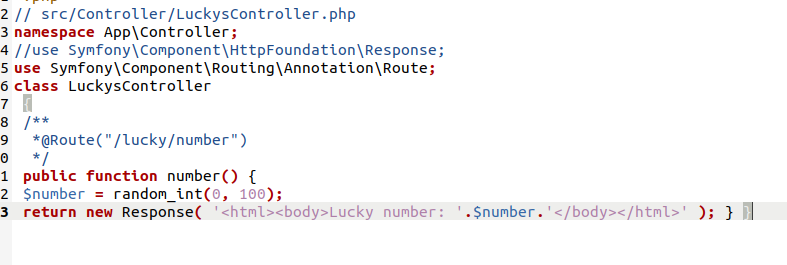 2 // src/Controller/LuckysController.php
3 namespace App\Controller;
4 //use Symfony\Component\HttpFoundation\Response;
5 use Symfony\Component\Routing\Annotation\Route;
6 class LuckysController
7 {
8 /**
9 *@Route("/lucky/number")
0 */
1 public function number() {
2 $number = random_int(0, 100);
3 return new Response( '<html><body>Lucky number: '.$number.'</body></html>' ); } }